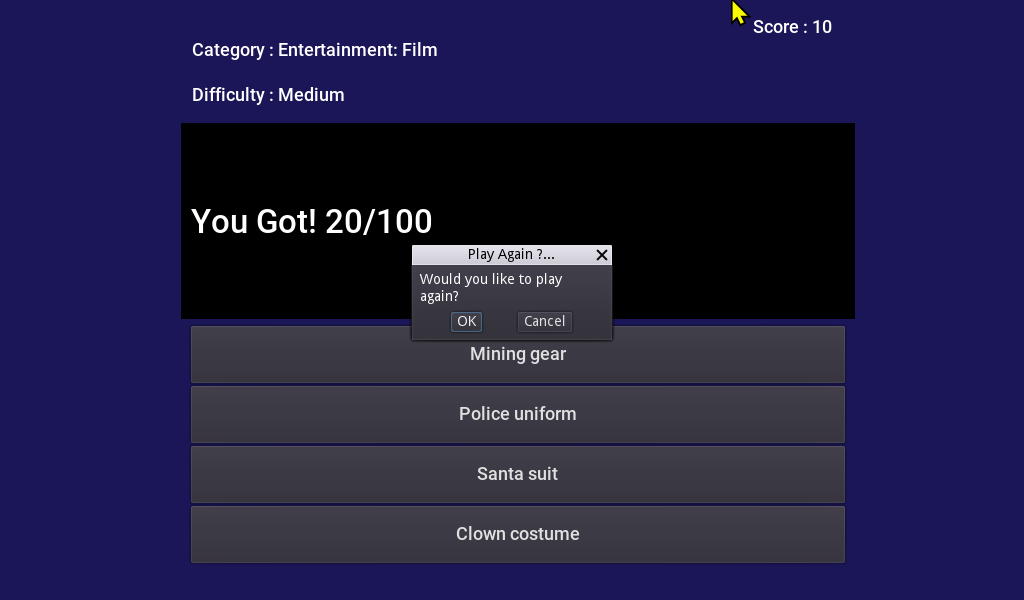 Score : 10
Category : Entertainment: Film
Difficulty : Medium
You Got! 20/100
Play Again ?...
Would you like to play
again?
OK
Cancel
Mining gear
Police uniform
Santa suit
Clown costume